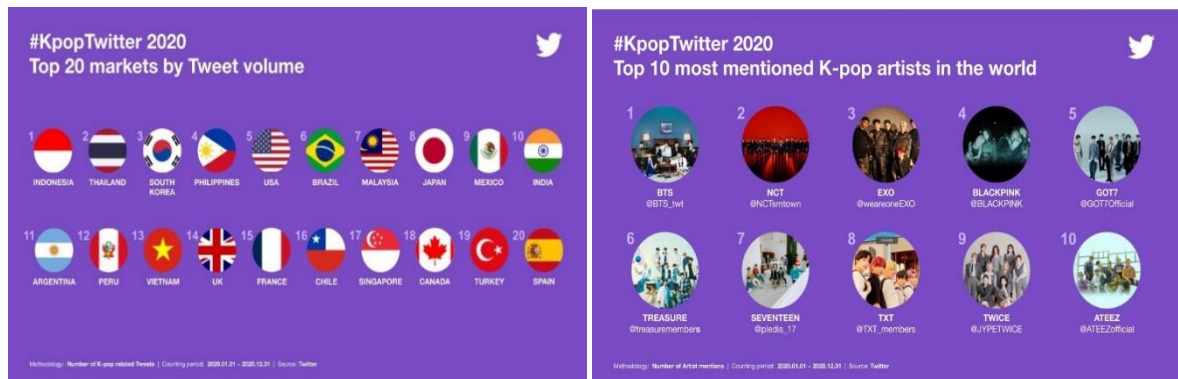 #KpopTwitter 2020
Top 20 markets by Tweet volume
1 2 3 4 5 6 7 8 9 10
INDONESIA THAILAND SOUTH KOREA PHILIPPINES USA BRAZIL MALAYSIA JAPAN MEXICO INDIA
11 12 13 14 15 16 17 18 19 20
ARGENTINA PERU VIETNAM UK FRANCE CHILE SINGAPORE CANADA TURKEY SPAIN
Methodology: Number of K-pop related Tweets | Counting period: 2020.01.01 - 2020.12.31 | Source: Twitter
#KpopTwitter 2020
Top 10 most mentioned K-pop artists in the world
1 2 3 4 5
BTS NCT EXO BLACKPINK GOT7
@BTS_twt @NCTsmtown @weareoneEXO @BLACKPINK @GOT7Official
6 7 8 9 10
TREASURE SEVENTEEN TXT TWICE ATEEZ
@treasuremembers @pledis_17 @TXT_members @JYPETWICE @ATEEZofficial
Methodology: Number of Artist mentions | Counting period: 2020.01.01 - 2020.12.31 | Source: Twitter